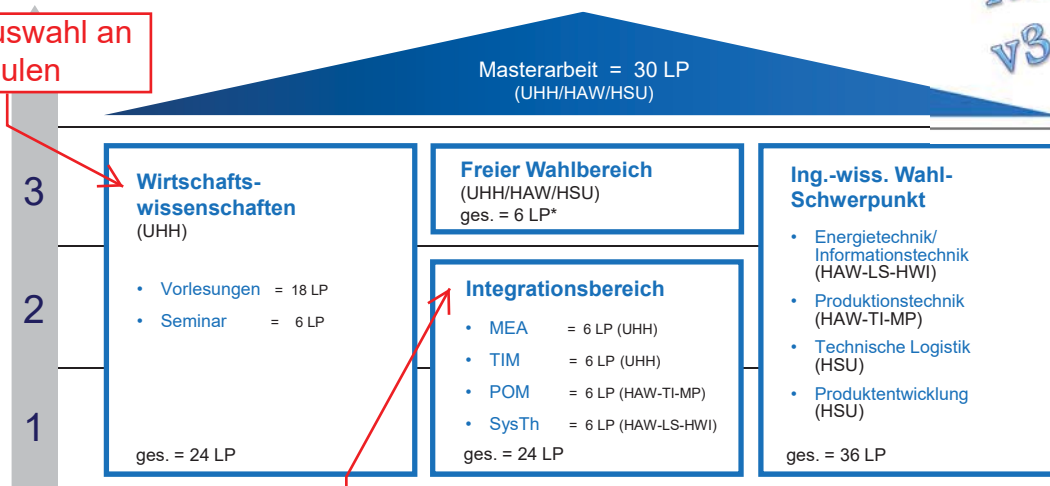 uswahl an
ulen
v3
Masterarbeit = 30 LP
(UHH/HAW/HSU)
3
2
1
Wirtschafts-
wissenschaften
(UHH)
• Vorlesungen = 18 LP
• Seminar = 6 LP
ges. = 24 LP
Freier Wahlbereich
(UHH/HAW/HSU)
ges. = 6 LP*
Integrationsbereich
• MEA = 6 LP (UHH)
• TIM = 6 LP (UHH)
• POM = 6 LP (HAW-TI-MP)
• SysTh = 6 LP (HAW-LS-HWI)
ges. = 24 LP
Ing.-wiss. Wahl-
Schwerpunkt
• Energietechnik/
Informationstechnik
(HAW-LS-HWI)
• Produktionstechnik
(HAW-TI-MP)
• Technische Logistik
(HSU)
• Produktentwicklung
(HSU)
ges. = 36 LP